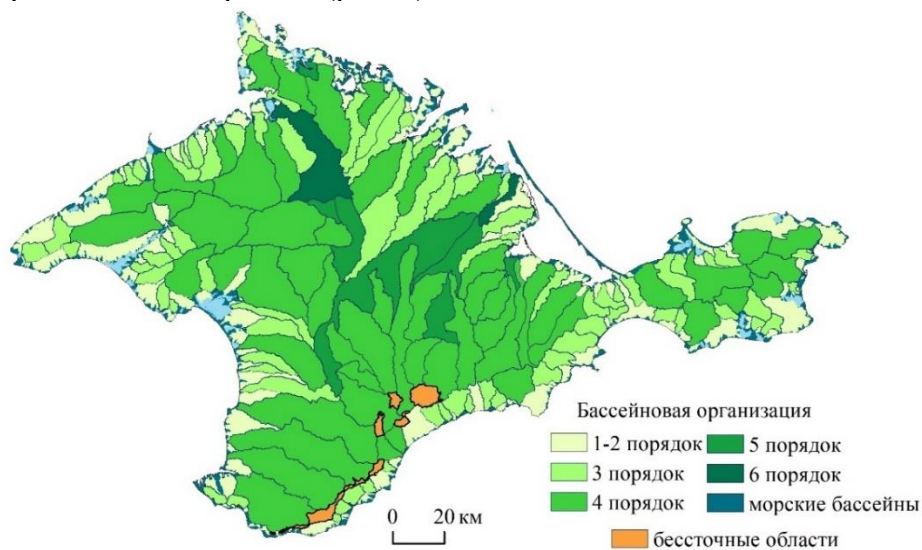 Бассейновая организация
1-2 порядок
5 порядок
3 порядок
6 порядок
4 порядок
морские бассейны
0 20 км
бессточные области